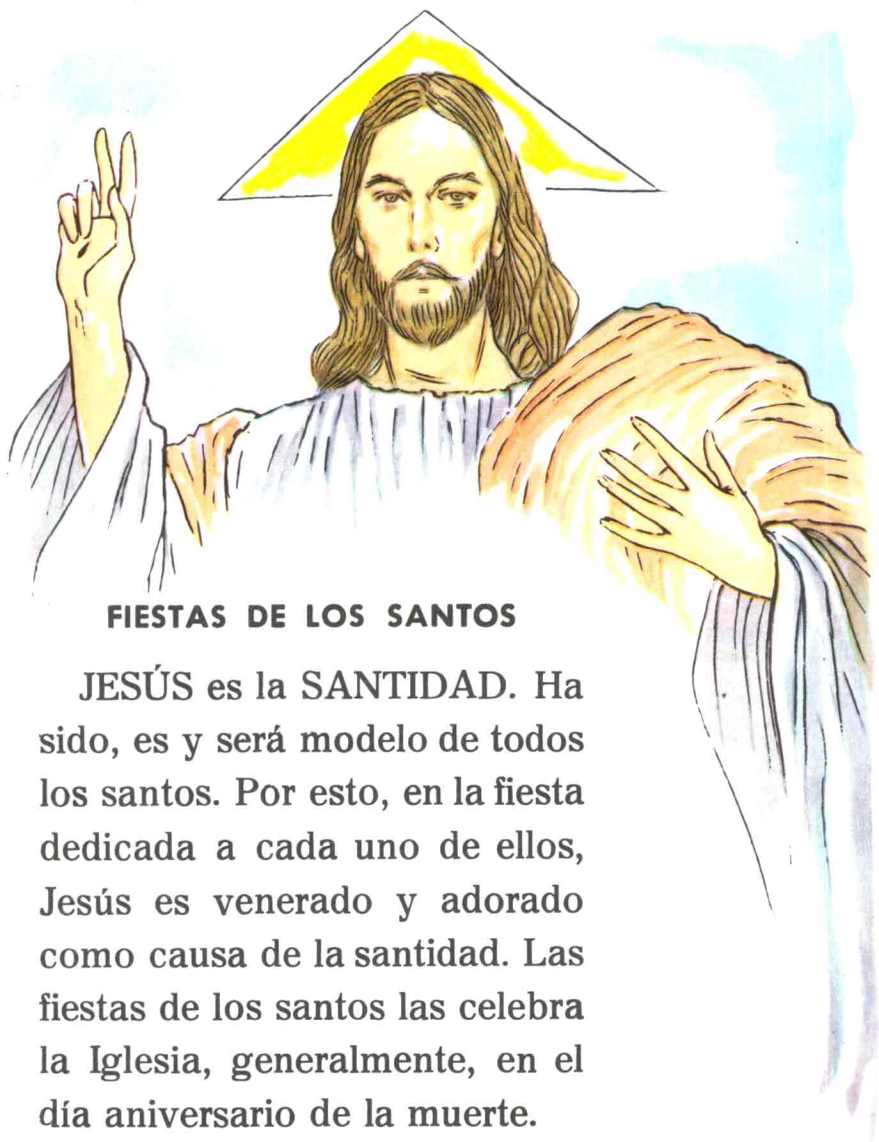 FIESTAS DE LOS SANTOS
JESÚS es la SANTIDAD. Ha
sido, es y será modelo de todos
los santos. Por esto, en la fiesta
dedicada a cada uno de ellos,
Jesús es venerado y adorado
como causa de la santidad. Las
fiestas de los santos las celebra
la Iglesia, generalmente, en el
día aniversario de la muerte.